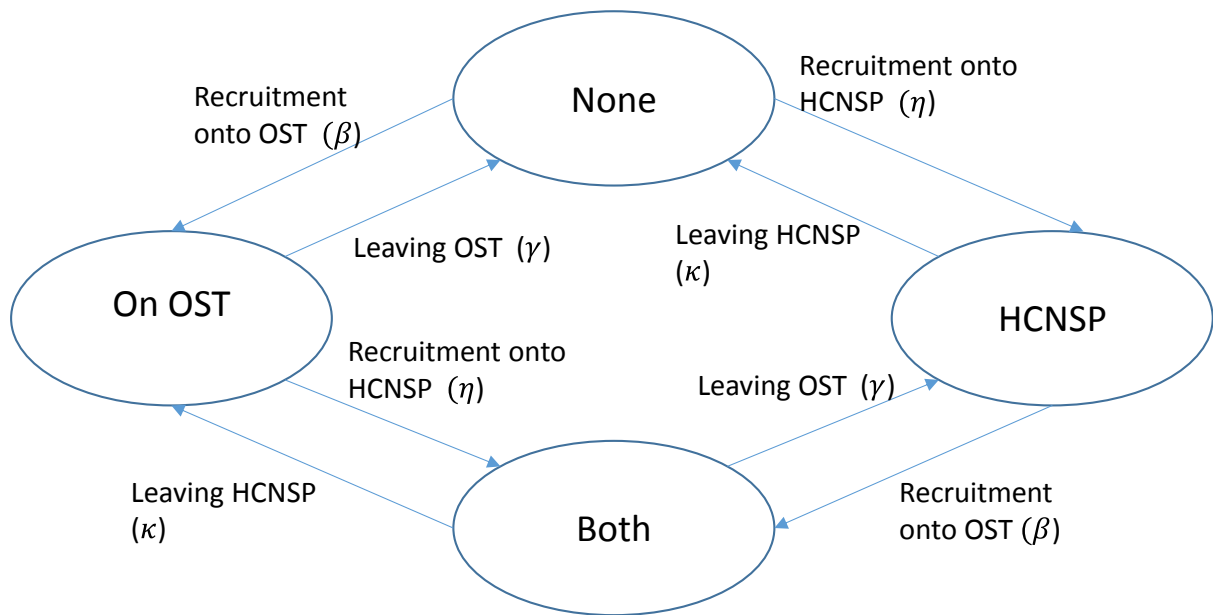 None
Recruitment
onto OST (β)
Recruitment onto
HCNSP (η)
Leaving OST (γ)
Leaving HCNSP
(κ)
On OST
HCNSP
Recruitment onto
HCNSP (η)
Leaving OST (γ)
Leaving HCNSP
(κ)
Both
Recruitment
onto OST (β)